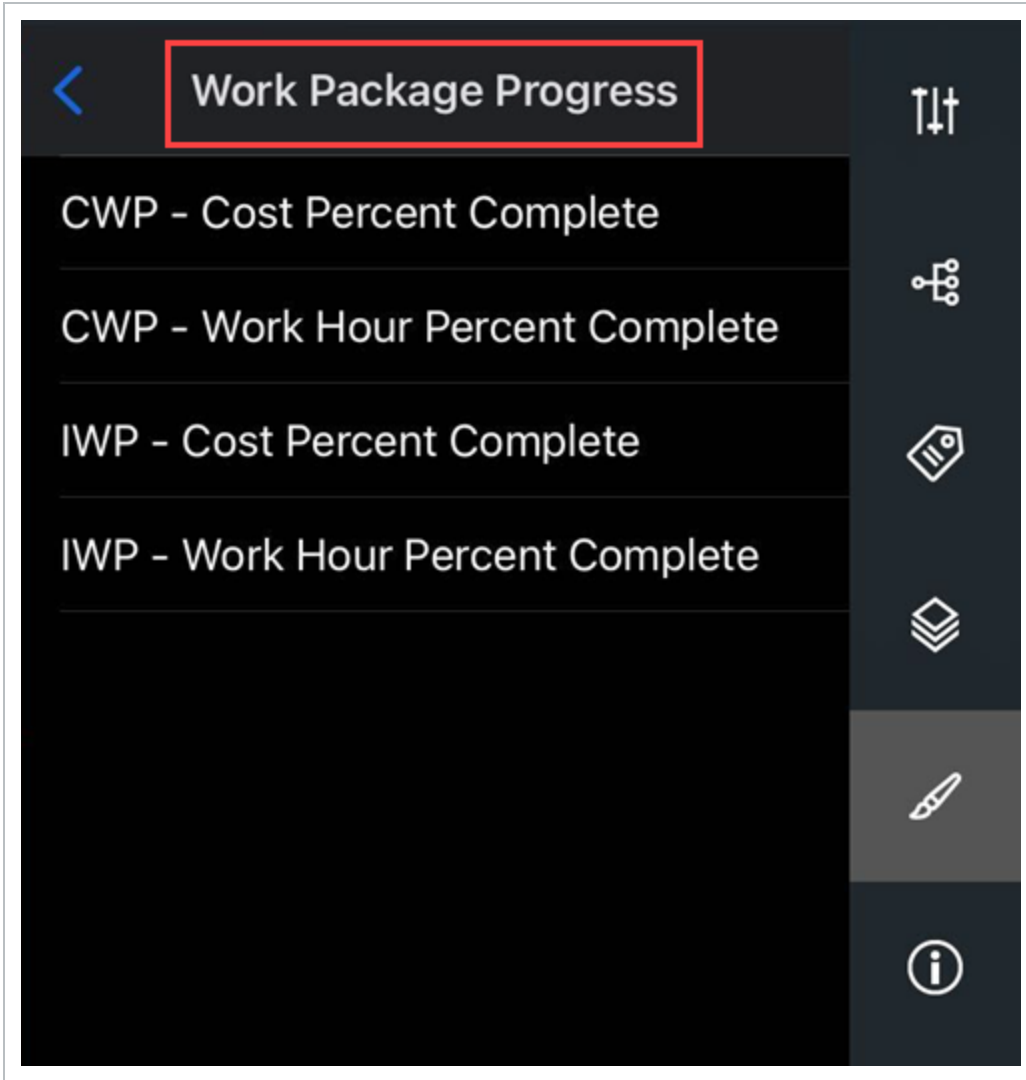 Work Package Progress
CWP - Cost Percent Complete
CWP - Work Hour Percent Complete
IWP - Cost Percent Complete
IWP - Work Hour Percent Complete